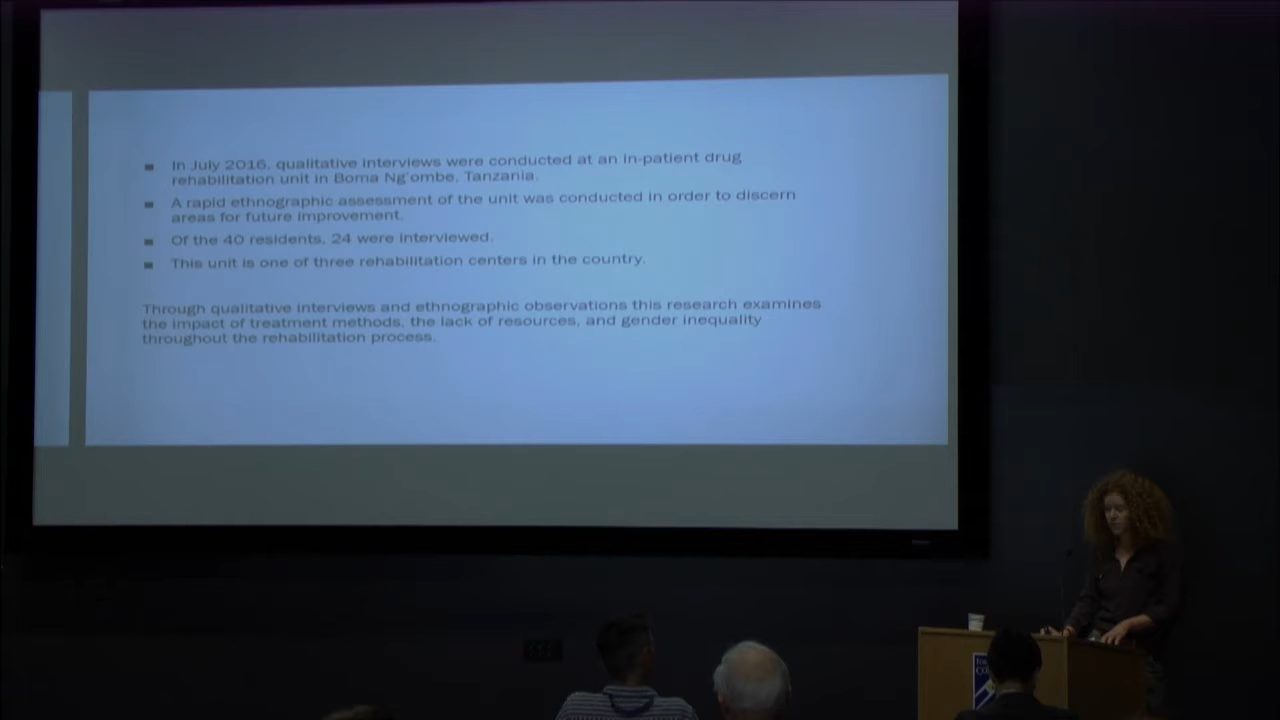 In July 2016, qualitative interviews were conducted at an in-patient drug
rehabilitation unit in Boma Ng'ombe, Tanzania.
A rapid ethnographic assessment of the unit was conducted in order to discern
areas for future improvement.
Of the 40 residents, 24 were interviewed.
This unit is one of three rehabilitation centers in the country.
Through qualitative interviews and ethnographic observations this research examines
the impact of treatment methods, the lack of resources, and gender inequality
throughout the rehabilitation process.